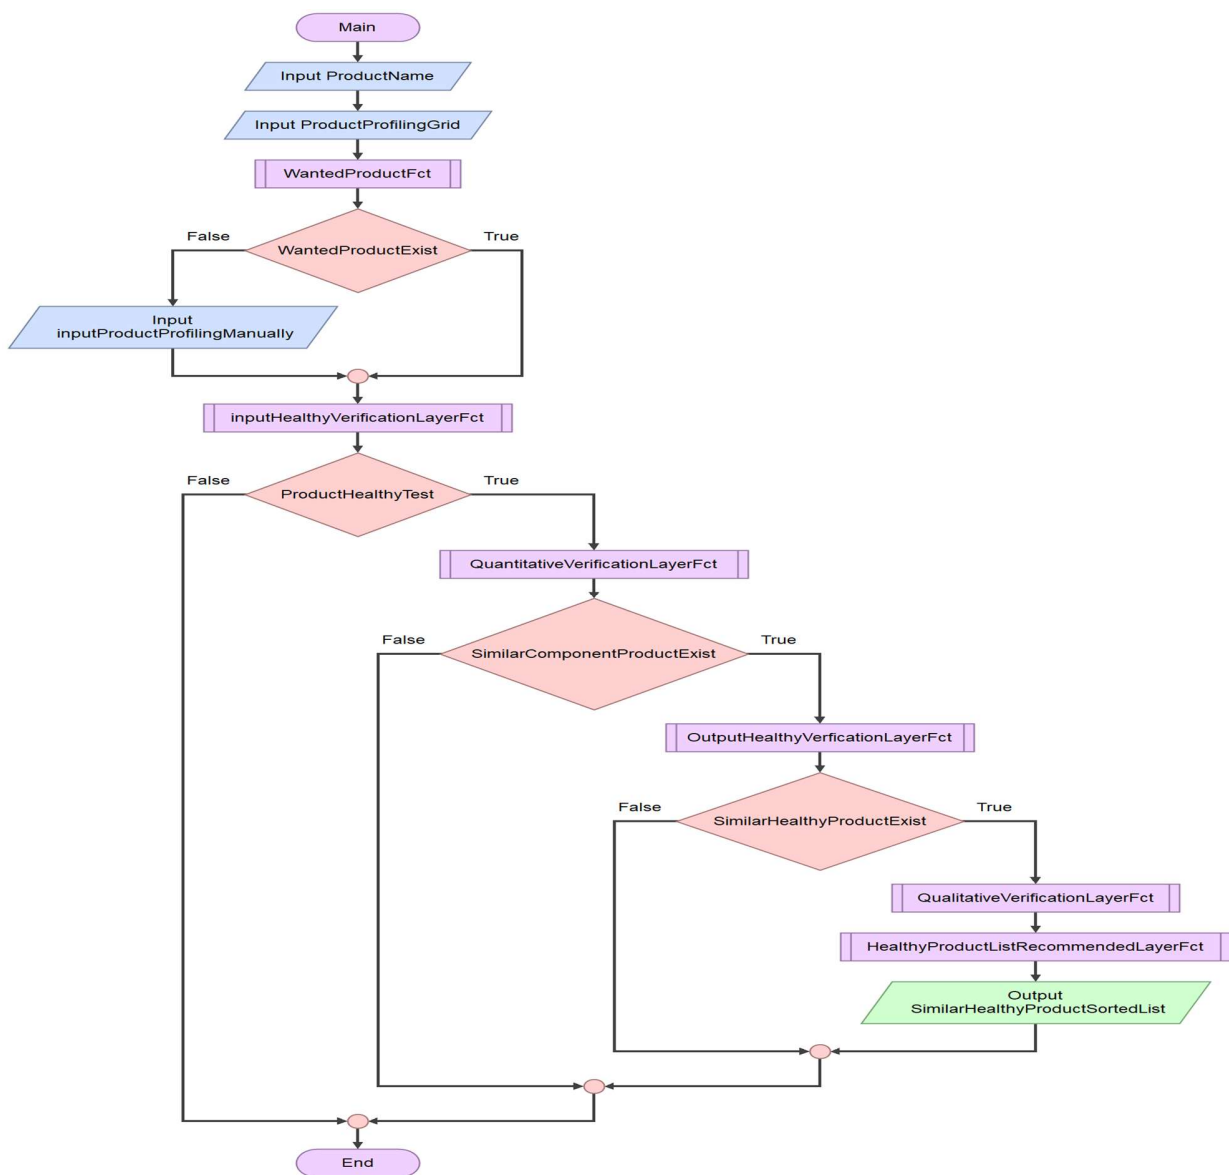 Main
Input ProductName
Input ProductProfilingGrid
WantedProductFct
False
True
WantedProductExist
Input
inputProductProfilingManually
inputHealthyVerificationLayerFct
False
True
ProductHealthyTest
QuantitativeVerificationLayerFct
False
True
SimilarComponentProductExist
OutputHealthyVerficationLayerFct
False
True
SimilarHealthyProductExist
QualitativeVerificationLayerFct
HealthyProductListRecommendedLayerFct
Output
SimilarHealthyProductSortedList
End